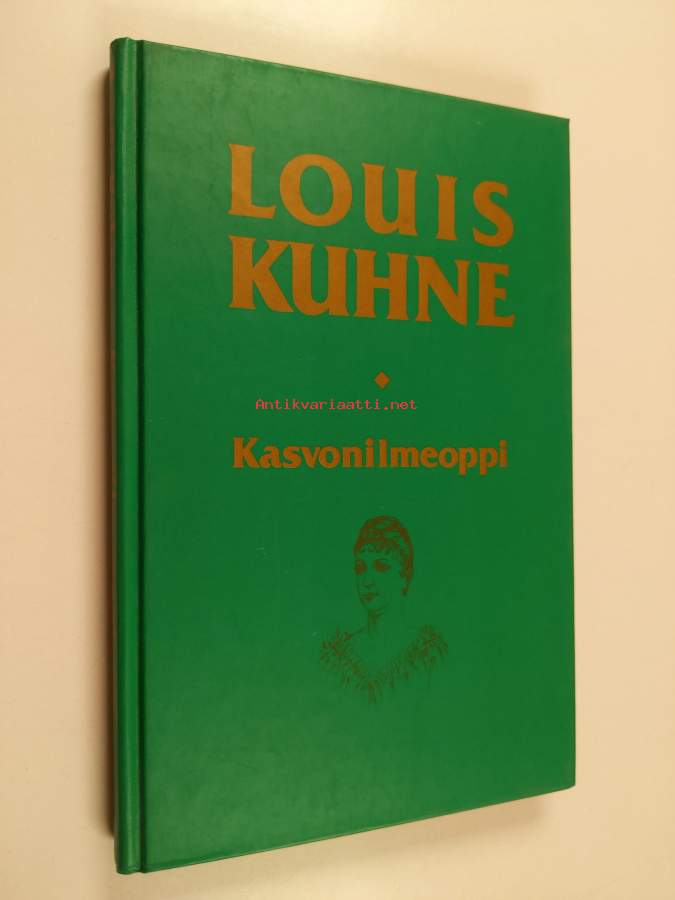 LOUIS
KUHNE
Antikvariaatti.net
Kasvonilmeoppi